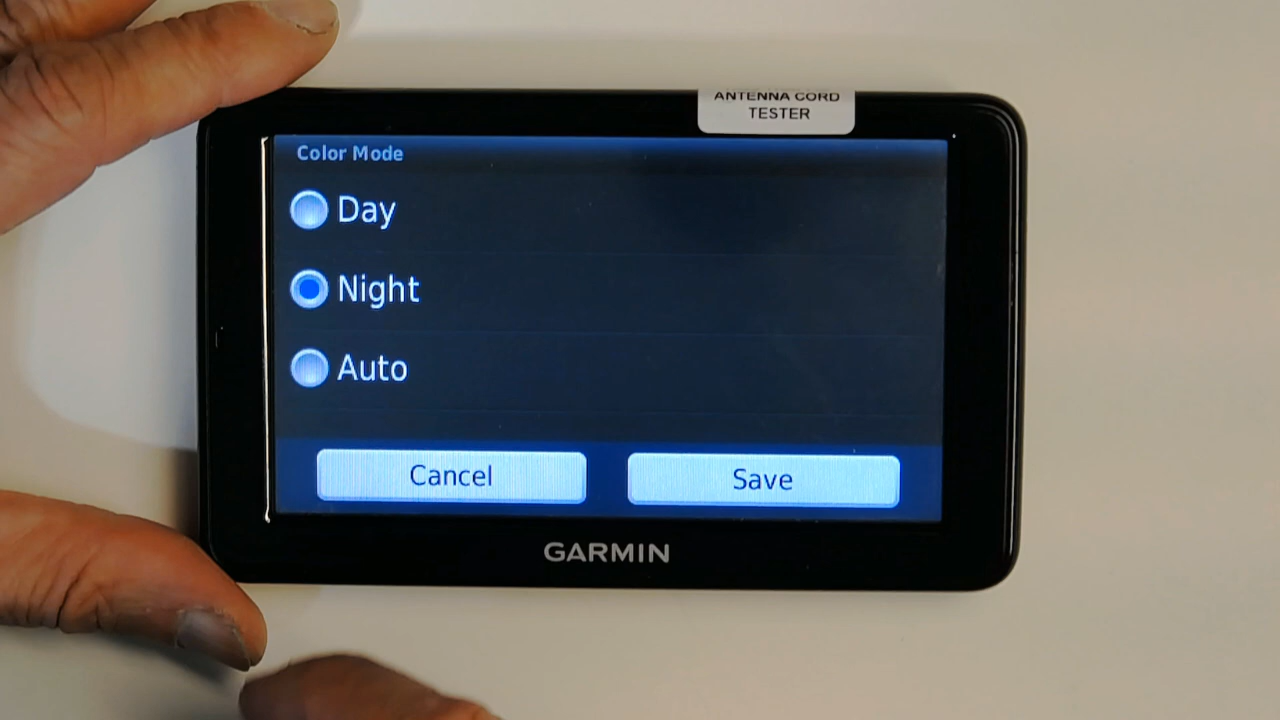 ANTENNA CORD
TESTER
Color Mode
Day
Night
Auto
Cancel
Save
GARMIN